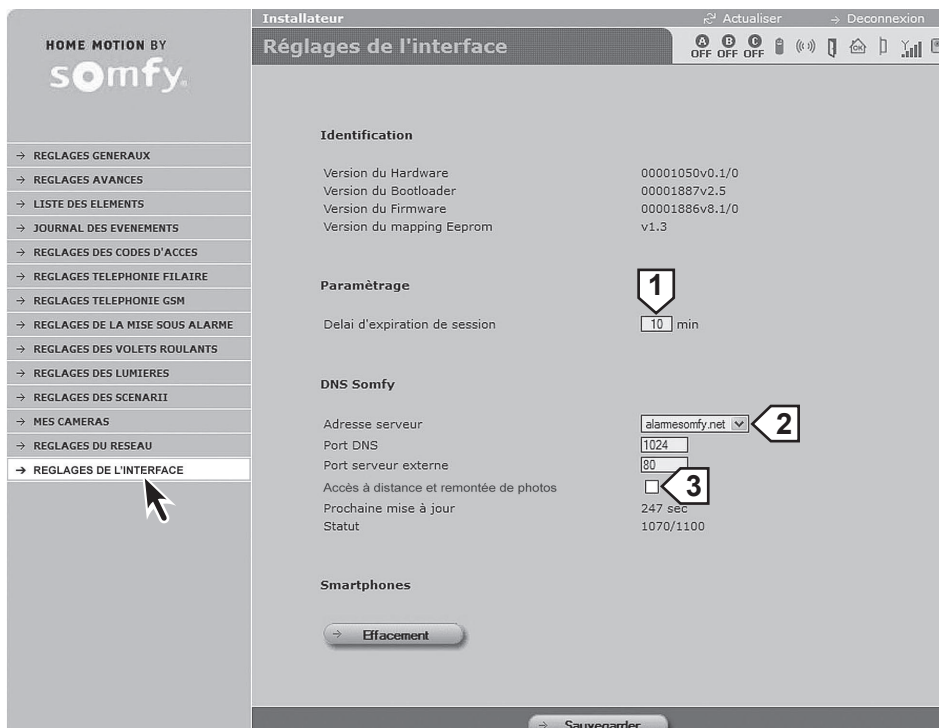 Installateur
Actualiser
Deconnexion
HOME MOTION BY
somfy.
Réglages de l'interface
A B C
OFF OFF OFF
OK
→ REGLAGES GENERAUX
→ REGLAGES AVANCES
→ LISTE DES ELEMENTS
→ JOURNAL DES EVENEMENTS
→ REGLAGES DES CODES D'ACCES
→ REGLAGES TELEPHONIE FILAIRE
→ REGLAGES TELEPHONIE GSM
→ REGLAGES DE LA MISE SOUS ALARME
→ REGLAGES DES VOLETS ROULANTS
→ REGLAGES DES LUMIERES
→ REGLAGES DES SCENARII
→ MES CAMERAS
→ REGLAGES DU RESEAU
→ REGLAGES DE L'INTERFACE
Identification
Version du Hardware 00001050v0.1/0
Version du Bootloader 00001887v2.5
Version du Firmware 00001886v8.1/0
Version du mapping Eeprom v1.3
Paramètrage
1
Delai d'expiration de session 10 min
DNS Somfy
Adresse serveur alamesomfy.net 2
Port DNS 1024
Port serveur externe 80
Accès à distance et remontée de photos 3
Prochaine mise à jour 247 sec
Statut 1070/1100
Smartphones
→ Effacement
→ Sauvegarder